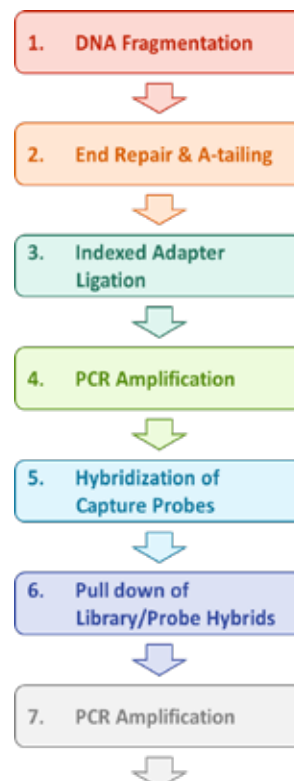 1. DNA Fragmentation
2. End Repair & A-tailing
3. Indexed Adapter
Ligation
4. PCR Amplification
5. Hybridization of
Capture Probes
6. Pull down of
Library/Probe Hybrids
7. PCR Amplification